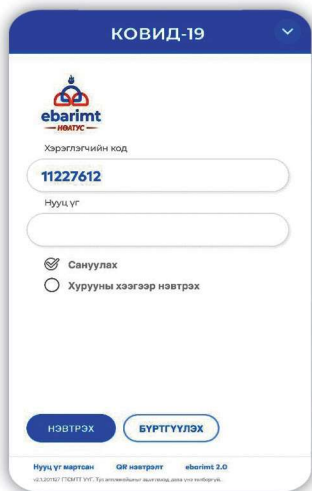 КОВИД-19
ebarimt
НӨАТУС
Хэрэглэгчийн код
11227612
Нууц үг
Сануулах
Хурууны хээгээр нэвтрэх
НЭВТРЭХ
БҮРТГҮҮЛЭХ
Нууц үг мартсан QR нэвтрэлт ebarimt 2.0